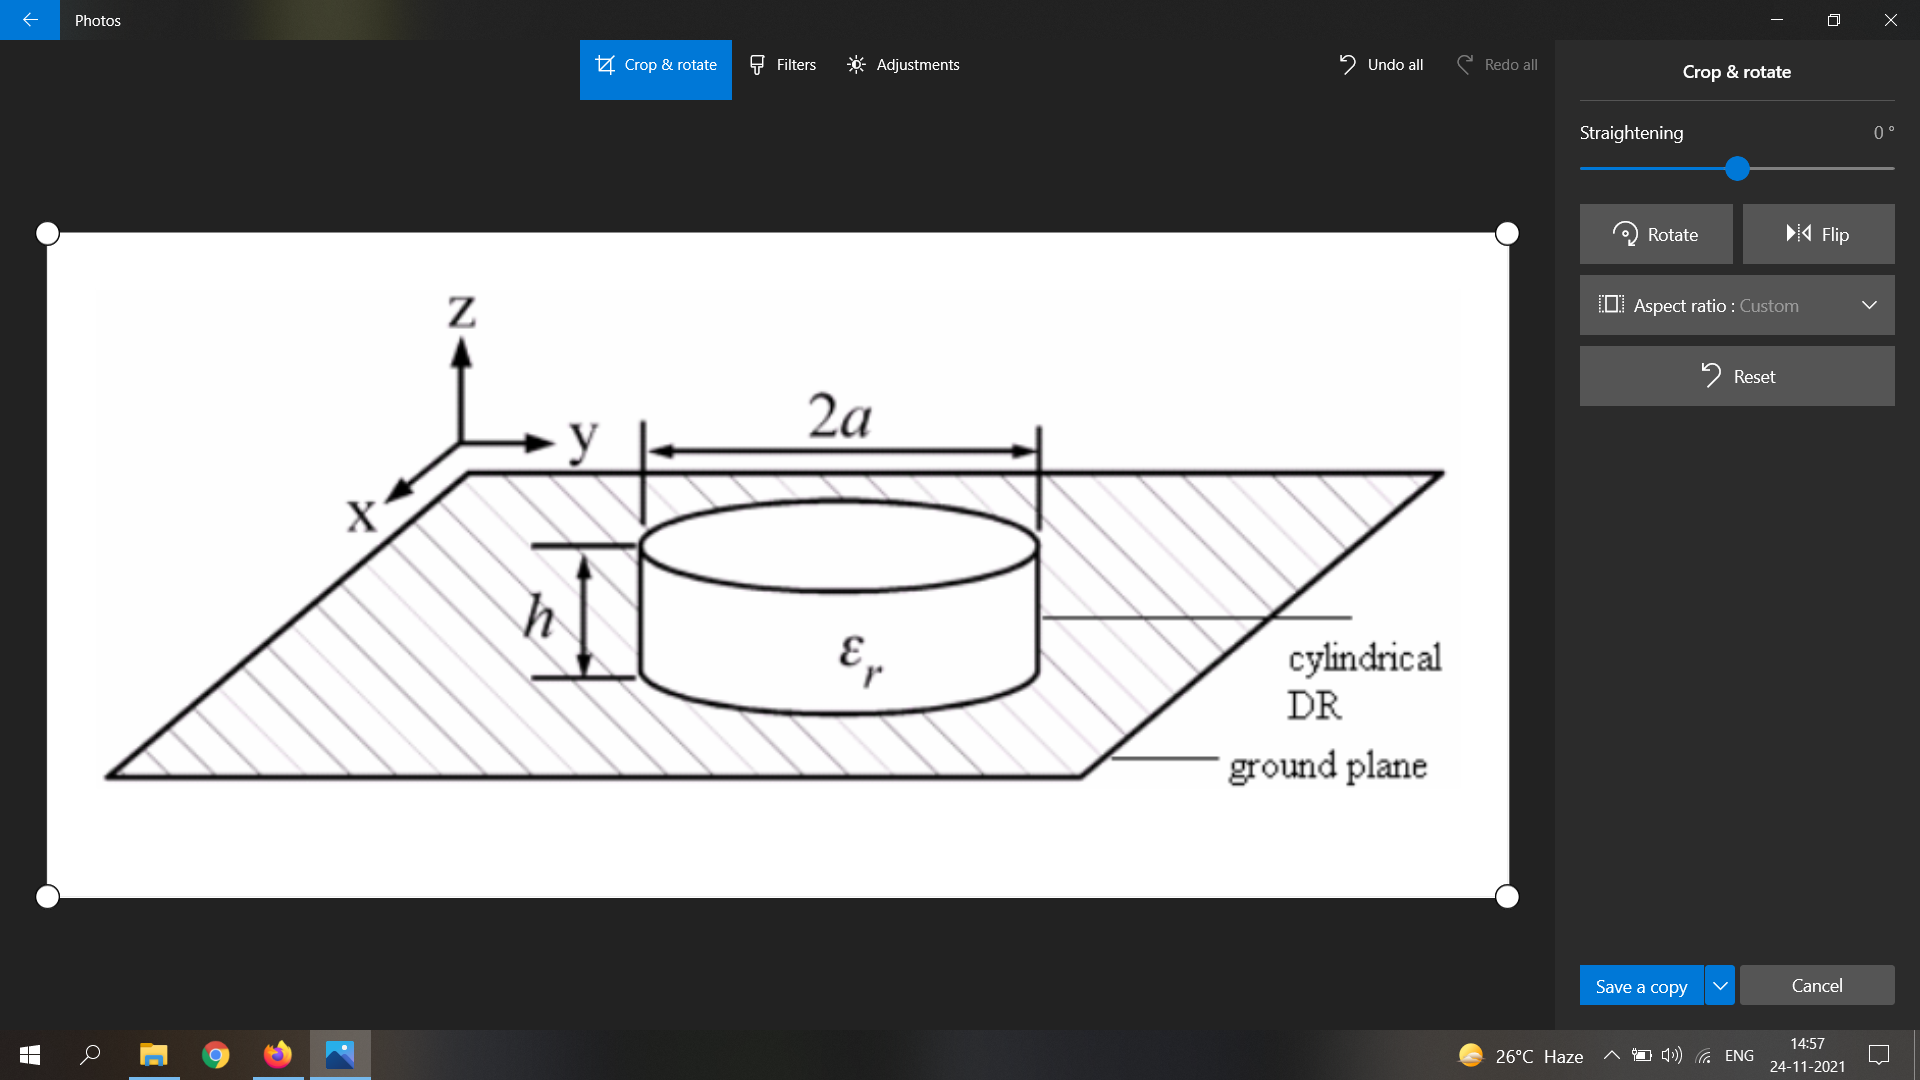 Photos
Crop & rotate
Filters
Adjustments
Undo all
Redo all
Crop & rotate
Straightening 0 °
Rotate
Flip
Aspect ratio : Custom
Reset
z
y
x
2a
h
εr
cylindrical
DR
ground plane
Save a copy
Cancel
26°C Haze
ENG
14:57
24-11-2021